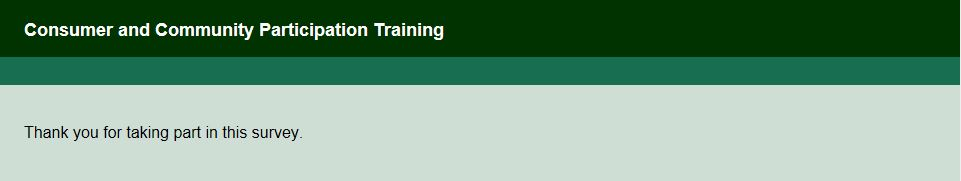 Consumer and Community Participation Training
Thank you for taking part in this survey.